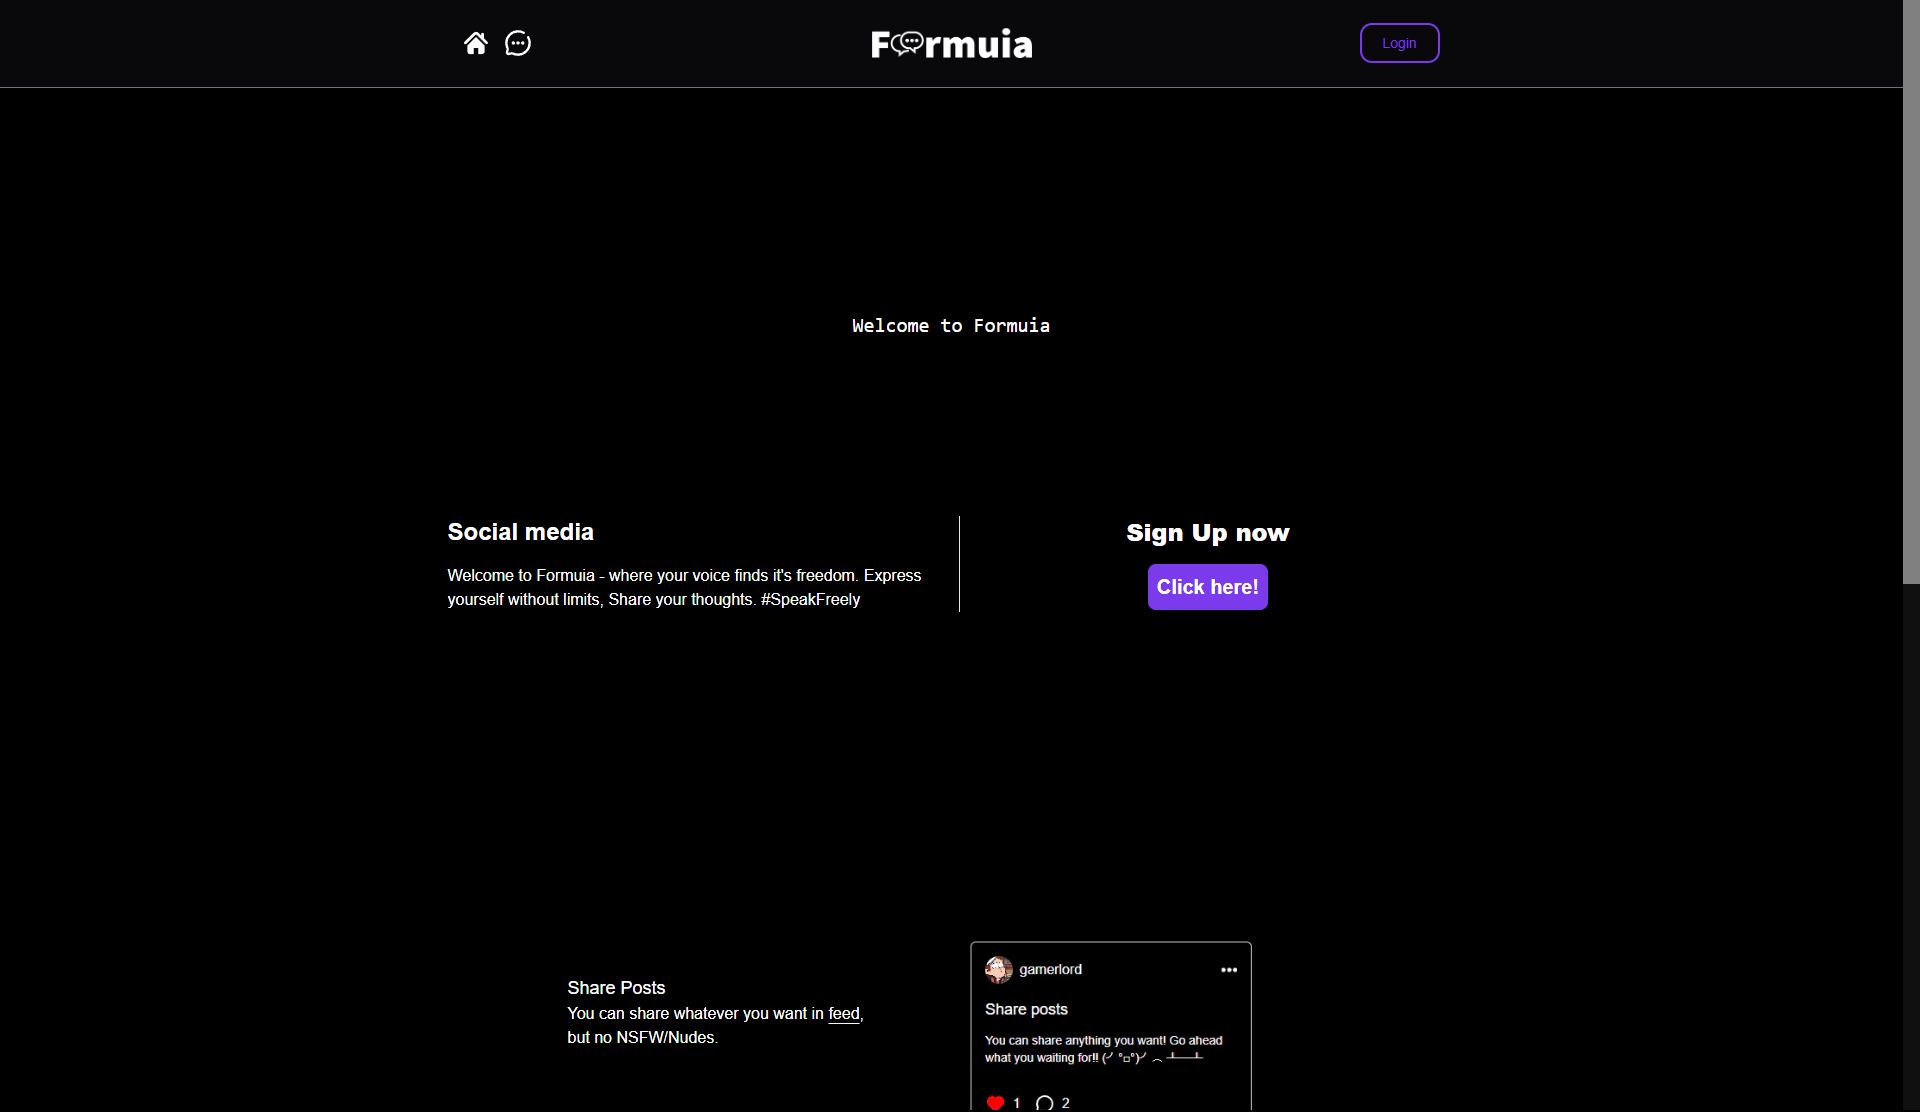 Formuia
Login
Welcome to Formuia
Social media
Welcome to Formuia - where your voice finds it's freedom. Express
yourself without limits, Share your thoughts. #SpeakFreely
Sign Up now
Click here!
Share Posts
You can share whatever you want in feed,
but no NSFW/Nudes.
gamerlord
Share posts
You can share anything you want! Go ahead
what you waiting for!! (╯°□°)╯︵ ┻━┻
1 2